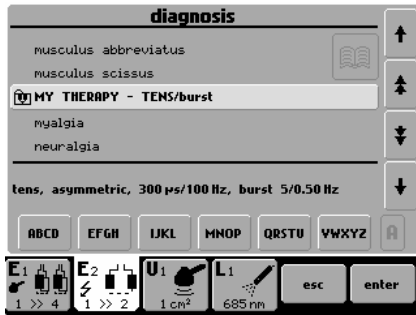 diagnosis
musculus abbreviatus
musculus scissus
MY THERAPY - TENS/burst
myalgia
neuralgia
tens, asymmetric, 300 µs/100 Hz, burst 5/0.50 Hz
ABCD EFGH IJKL MNOP QRSTU VWXYZ A
E1 E2 U1 L1
1 >> 4 1 >> 2 1 cm² 685 nm esc enter